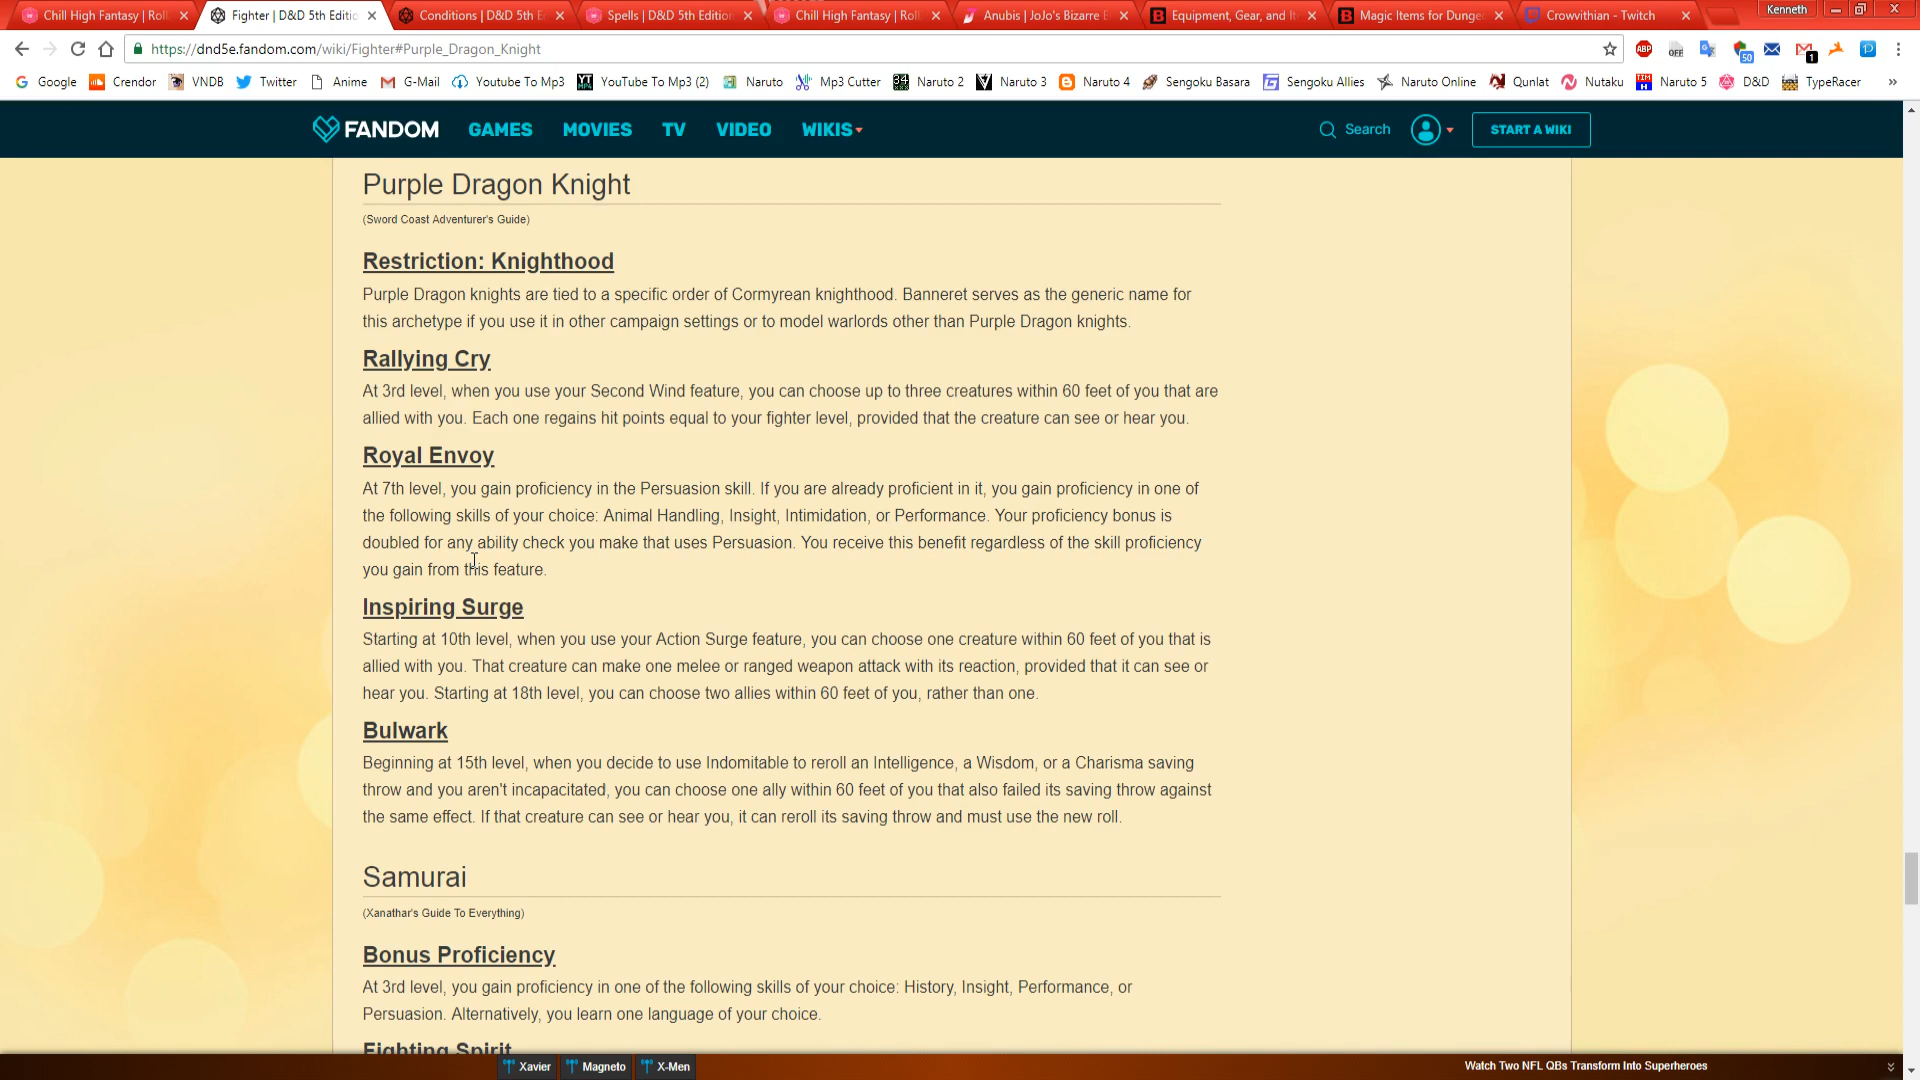 Chill High Fantasy | Roll
Fighter | D&D 5th Editio
Conditions | D&D 5th E
Spells | D&D 5th Edition
Chill High Fantasy | Roll
Anubis | JoJo's Bizarre E
Equipment, Gear, and It
Magic Items for Dunge
Crowvithian - Twitch
Kenneth
https://dnd5e.fandom.com/wiki/Fighter#Purple_Dragon_Knight
ABP
OFF
50
1
Google
Crendor
VNDB
Twitter
Anime
G-Mail
Youtube To Mp3
YouTube To Mp3 (2)
Naruto
Mp3 Cutter
Naruto 2
Naruto 3
Naruto 4
Sengoku Basara
Sengoku Allies
Naruto Online
Qunlat
Nutaku
Naruto 5
D&D
TypeRacer
»
FANDOM
GAMES
MOVIES
TV
VIDEO
WIKIS
Search
START A WIKI
Purple Dragon Knight
(Sword Coast Adventurer's Guide)
Restriction: Knighthood
Purple Dragon knights are tied to a specific order of Cormyrean knighthood. Banneret serves as the generic name for
this archetype if you use it in other campaign settings or to model warlords other than Purple Dragon knights.
Rallying Cry
At 3rd level, when you use your Second Wind feature, you can choose up to three creatures within 60 feet of you that are
allied with you. Each one regains hit points equal to your fighter level, provided that the creature can see or hear you.
Royal Envoy
At 7th level, you gain proficiency in the Persuasion skill. If you are already proficient in it, you gain proficiency in one of
the following skills of your choice: Animal Handling, Insight, Intimidation, or Performance. Your proficiency bonus is
doubled for any ability check you make that uses Persuasion. You receive this benefit regardless of the skill proficiency
you gain from this feature.
Inspiring Surge
Starting at 10th level, when you use your Action Surge feature, you can choose one creature within 60 feet of you that is
allied with you. That creature can make one melee or ranged weapon attack with its reaction, provided that it can see or
hear you. Starting at 18th level, you can choose two allies within 60 feet of you, rather than one.
Bulwark
Beginning at 15th level, when you decide to use Indomitable to reroll an Intelligence, a Wisdom, or a Charisma saving
throw and you aren't incapacitated, you can choose one ally within 60 feet of you that also failed its saving throw against
the same effect. If that creature can see or hear you, it can reroll its saving throw and must use the new roll.
Samurai
(Xanathar's Guide To Everything)
Bonus Proficiency
At 3rd level, you gain proficiency in one of the following skills of your choice: History, Insight, Performance, or
Persuasion. Alternatively, you learn one language of your choice.
Fighting Spirit
Xavier
Magneto
X-Men
Watch Two NFL QBs Transform Into Superheroes